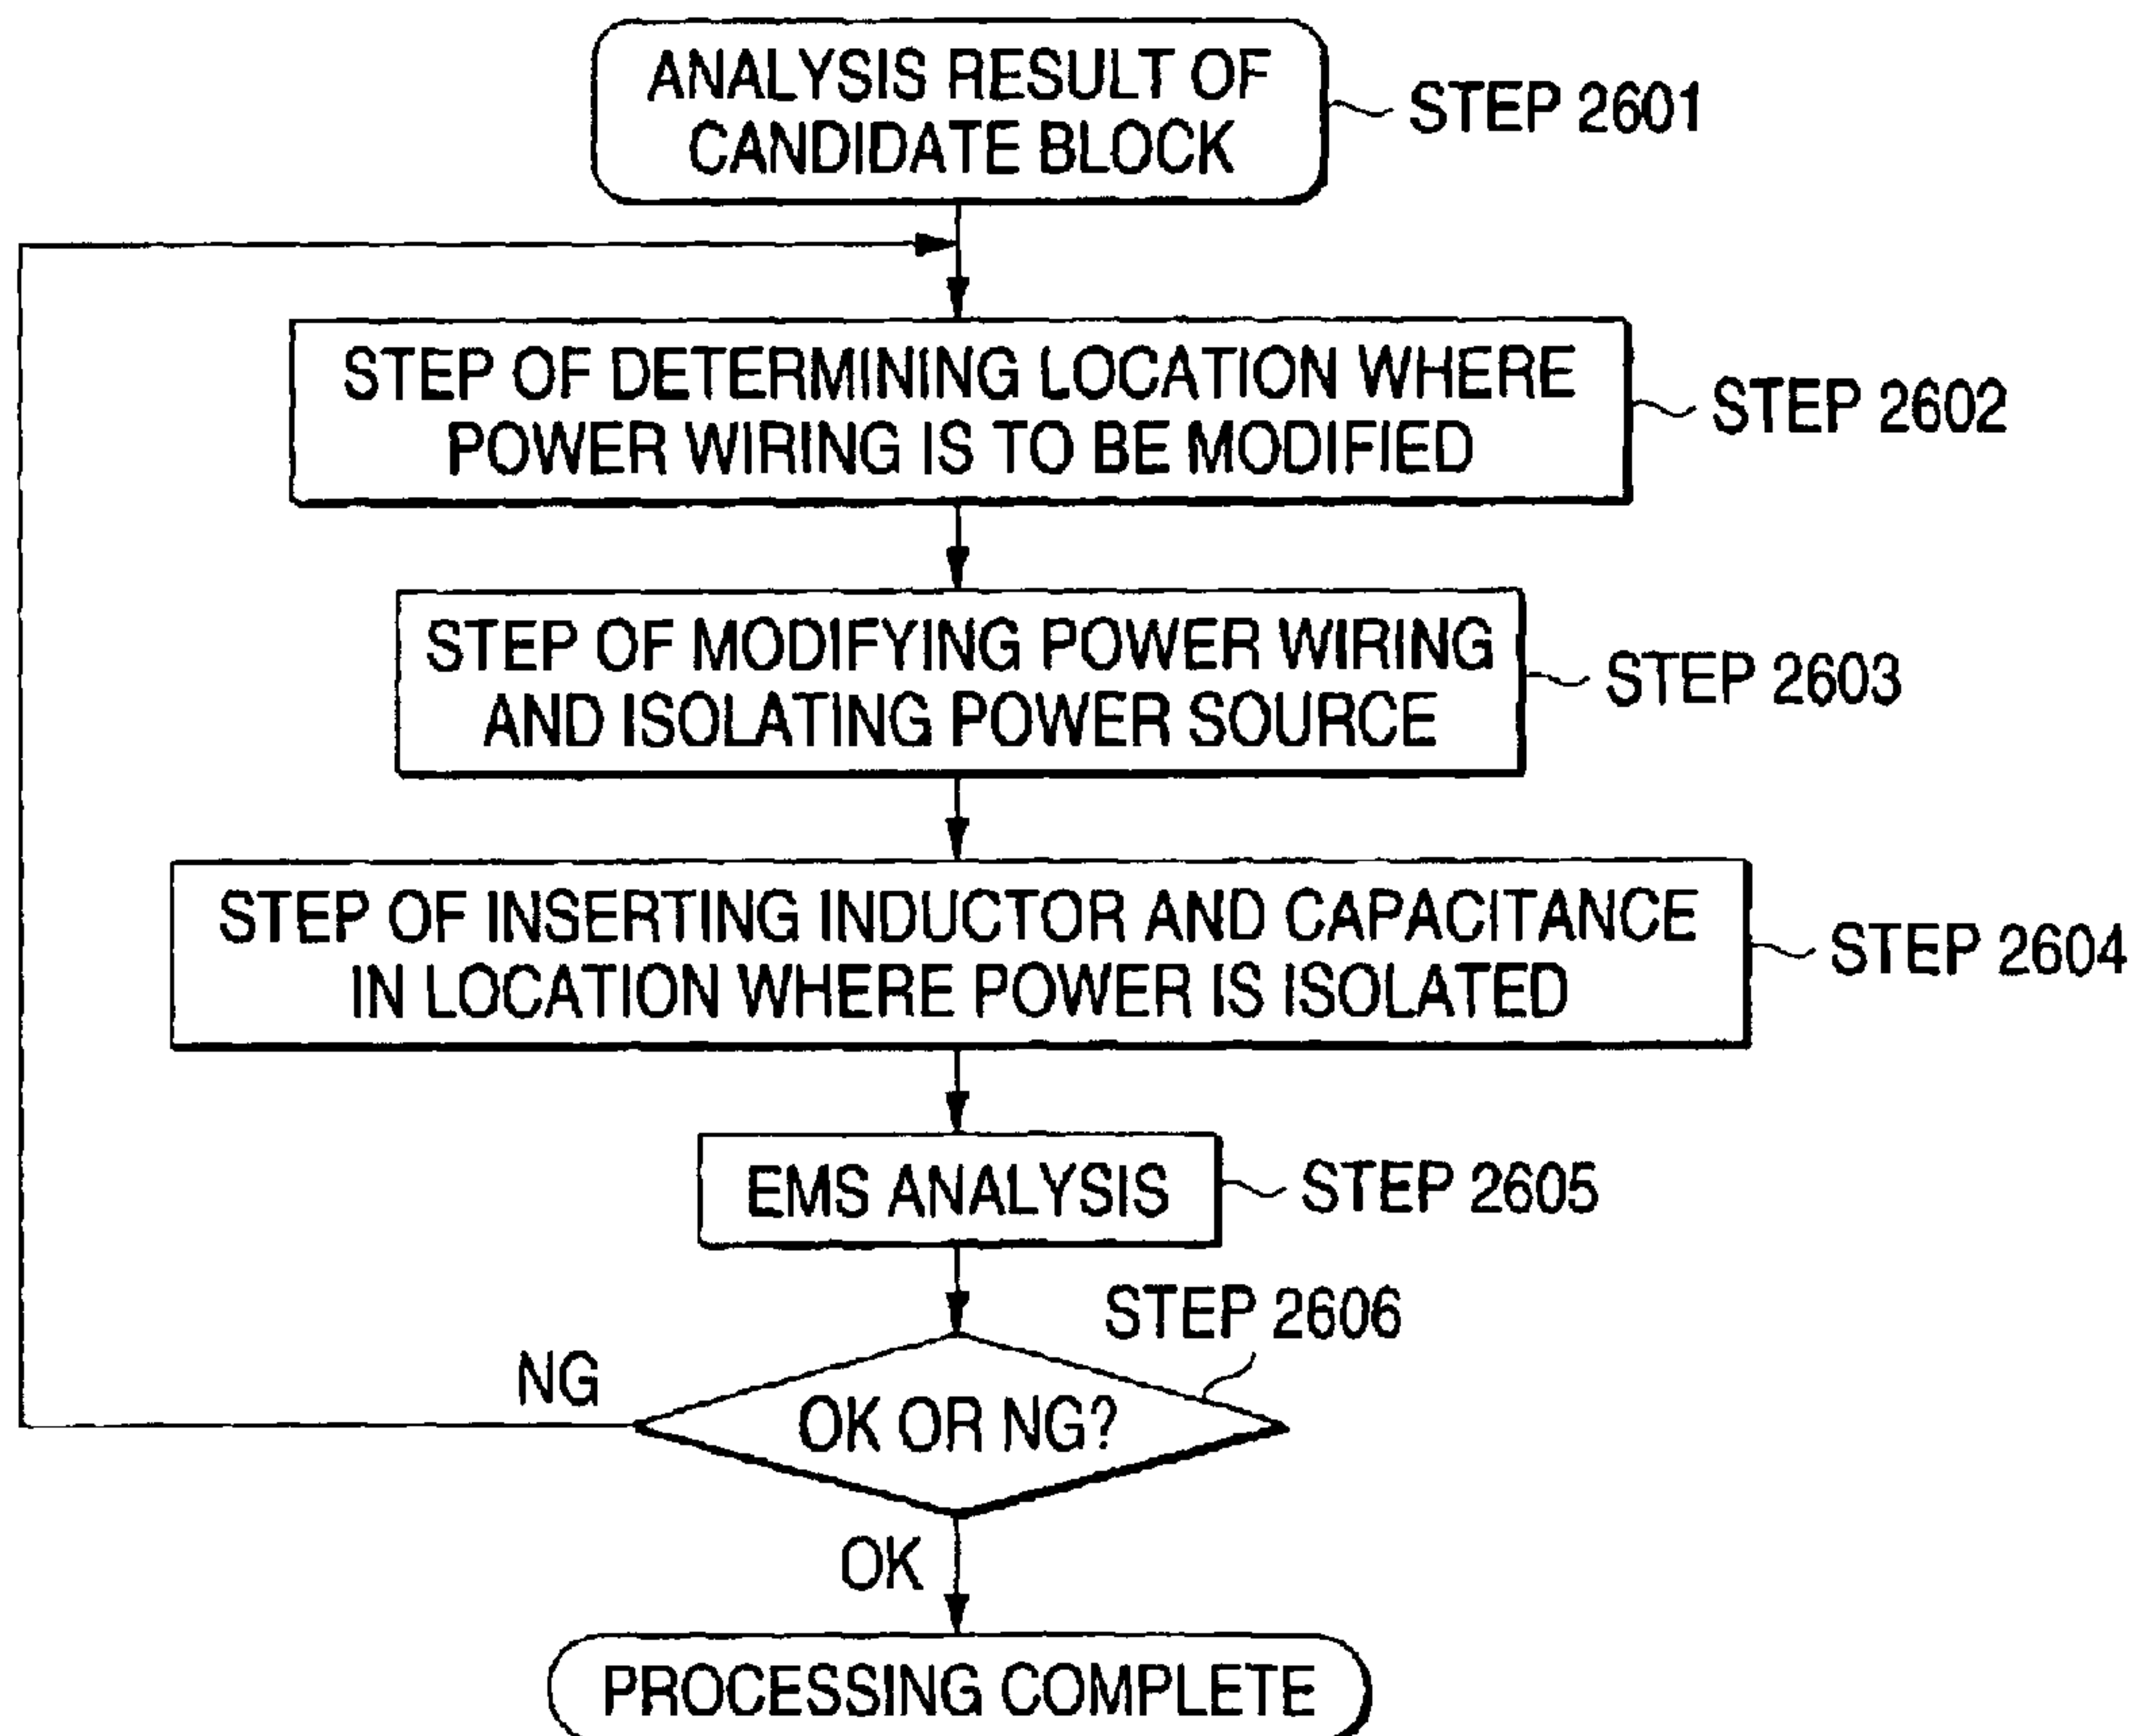 ANALYSIS RESULT OF
CANDIDATE BLOCK
STEP 2601
STEP OF DETERMINING LOCATION WHERE
POWER WIRING IS TO BE MODIFIED
STEP 2602
STEP OF MODIFYING POWER WIRING
AND ISOLATING POWER SOURCE
STEP 2603
STEP OF INSERTING INDUCTOR AND CAPACITANCE
IN LOCATION WHERE POWER IS ISOLATED
STEP 2604
EMS ANALYSIS
STEP 2605
STEP 2606
NG
OK OR NG?
OK
PROCESSING COMPLETE